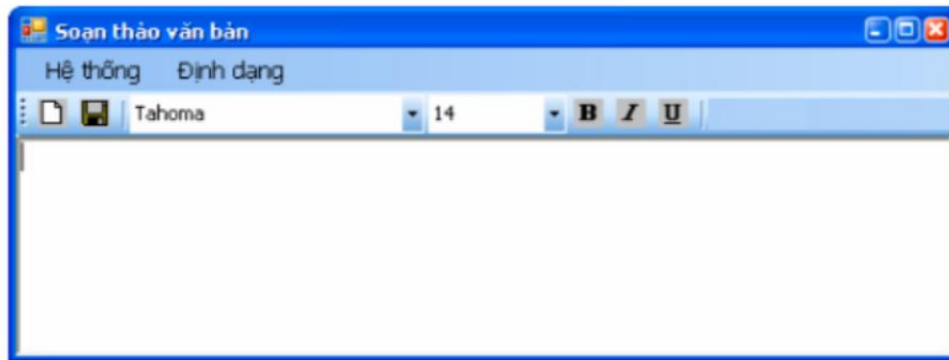 Soạn thảo văn bản
Hệ thống Định dạng
Tahoma 14 B I U